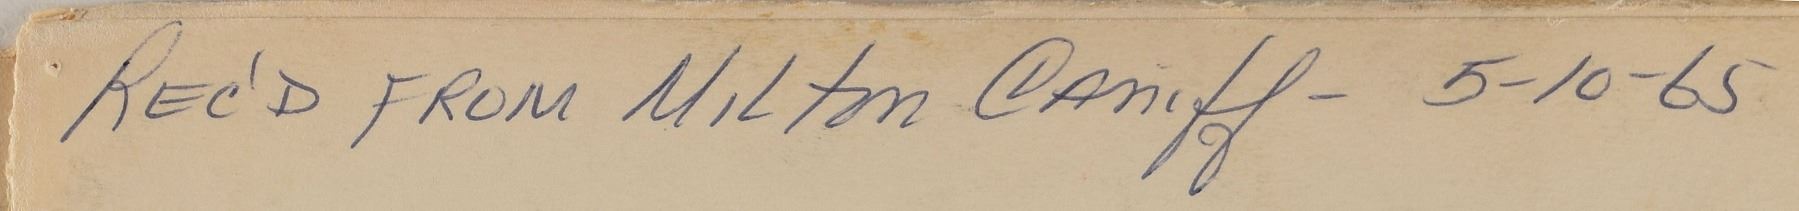 REC'D FROM MILTON CANIFF - 5-10-65